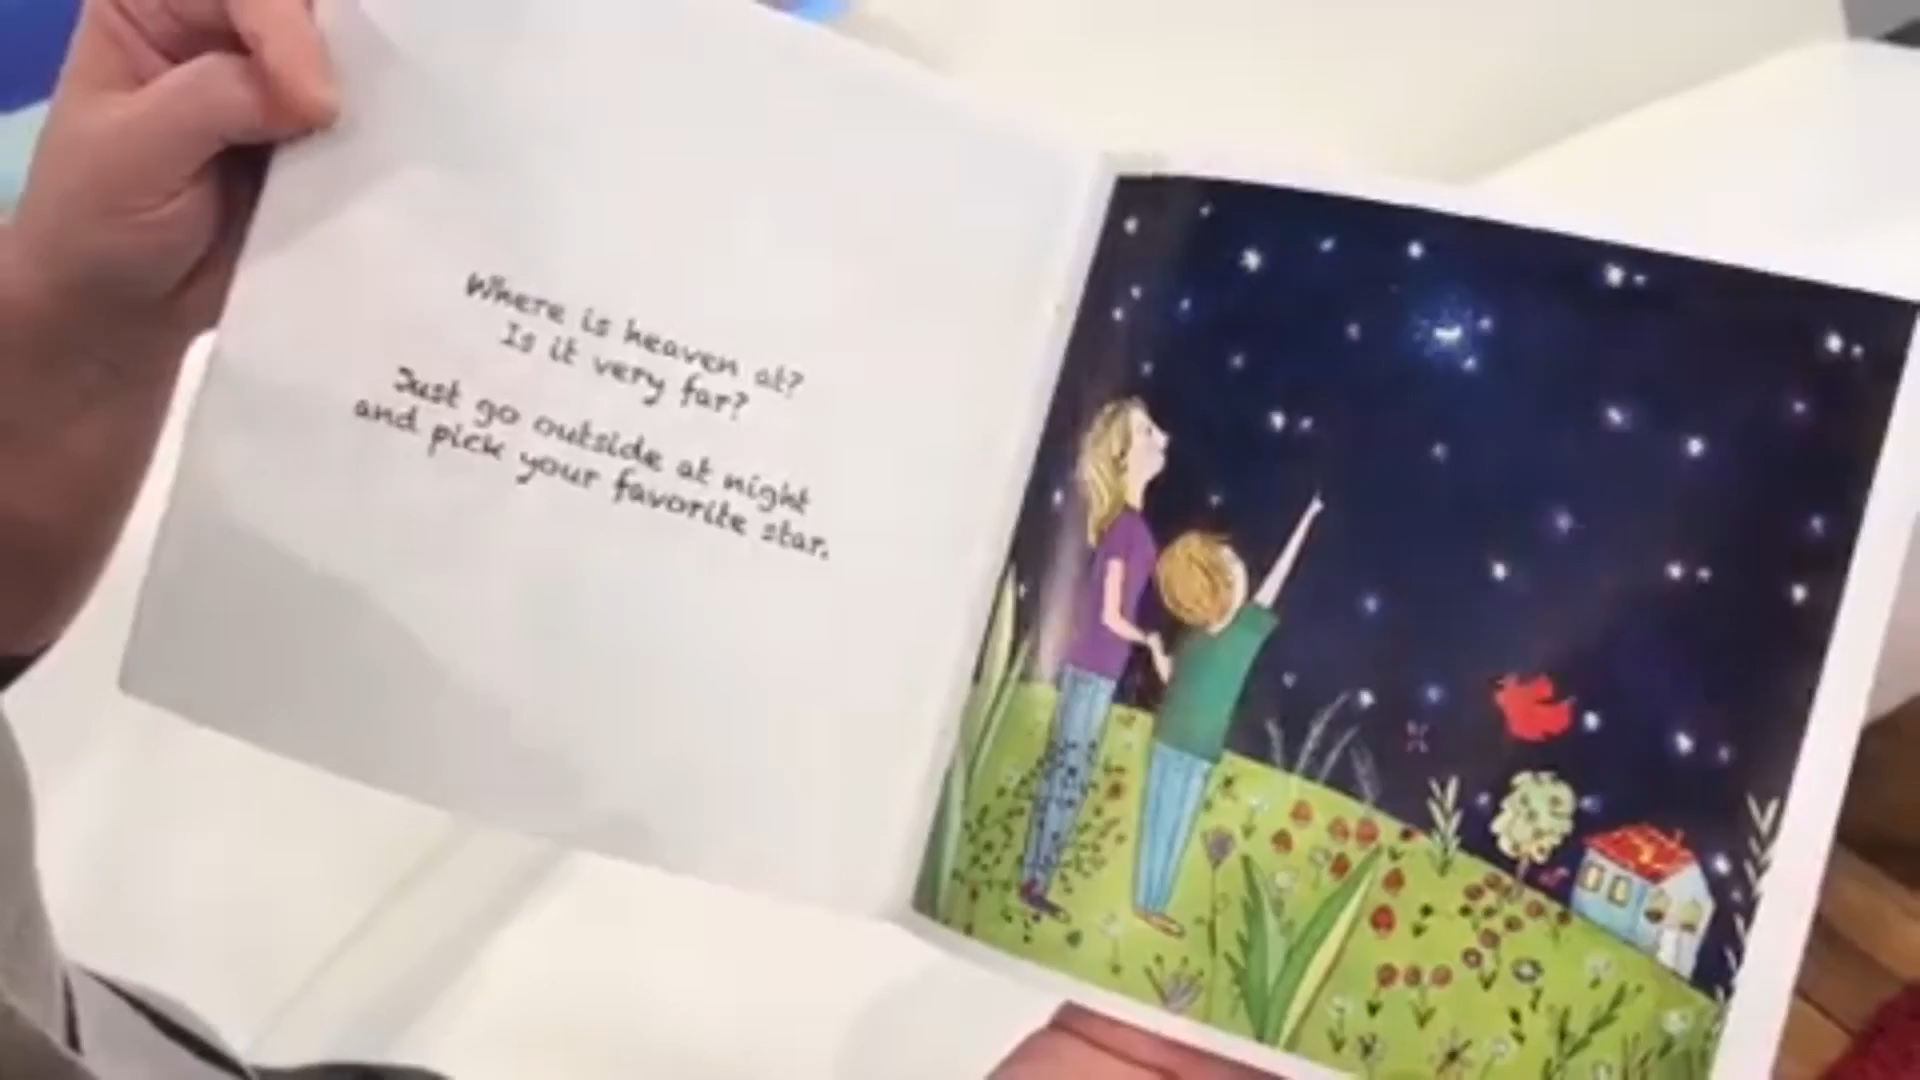 Where is heaven at?
Is it very far?
Just go outside at night
and pick your favorite star.